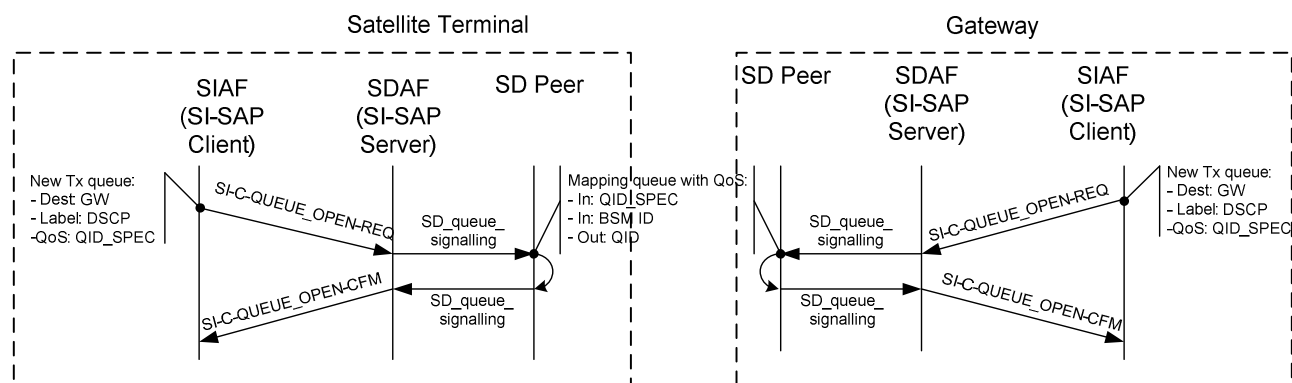 Satellite Terminal
Gateway
SIAF
(SI-SAP
Client)
SDAF
(SI-SAP
Server)
SD Peer
SD Peer
SDAF
(SI-SAP
Server)
SIAF
(SI-SAP
Client)
New Tx queue:
- Dest: GW
- Label: DSCP
-QoS: QID_SPEC
SI-C-QUEUE_OPEN-REQ
SD_queue_
signalling
Mapping queue with QoS:
- In: QID_SPEC
- In: BSM ID
- Out: QID
SD_queue_
signalling
SI-C-QUEUE_OPEN-REQ
New Tx queue:
- Dest: GW
- Label: DSCP
-QoS: QID_SPEC
SI-C-QUEUE_OPEN-CFM
SD_queue_
signalling
SD_queue_
signalling
SI-C-QUEUE_OPEN-CFM